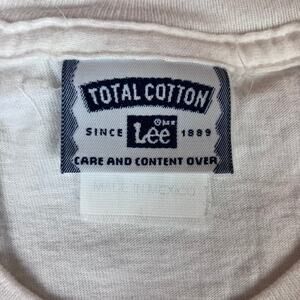 TOTAL COTTON
SINCE Lee 1889
CARE AND CONTENT OVER
MADE IN MEXICO